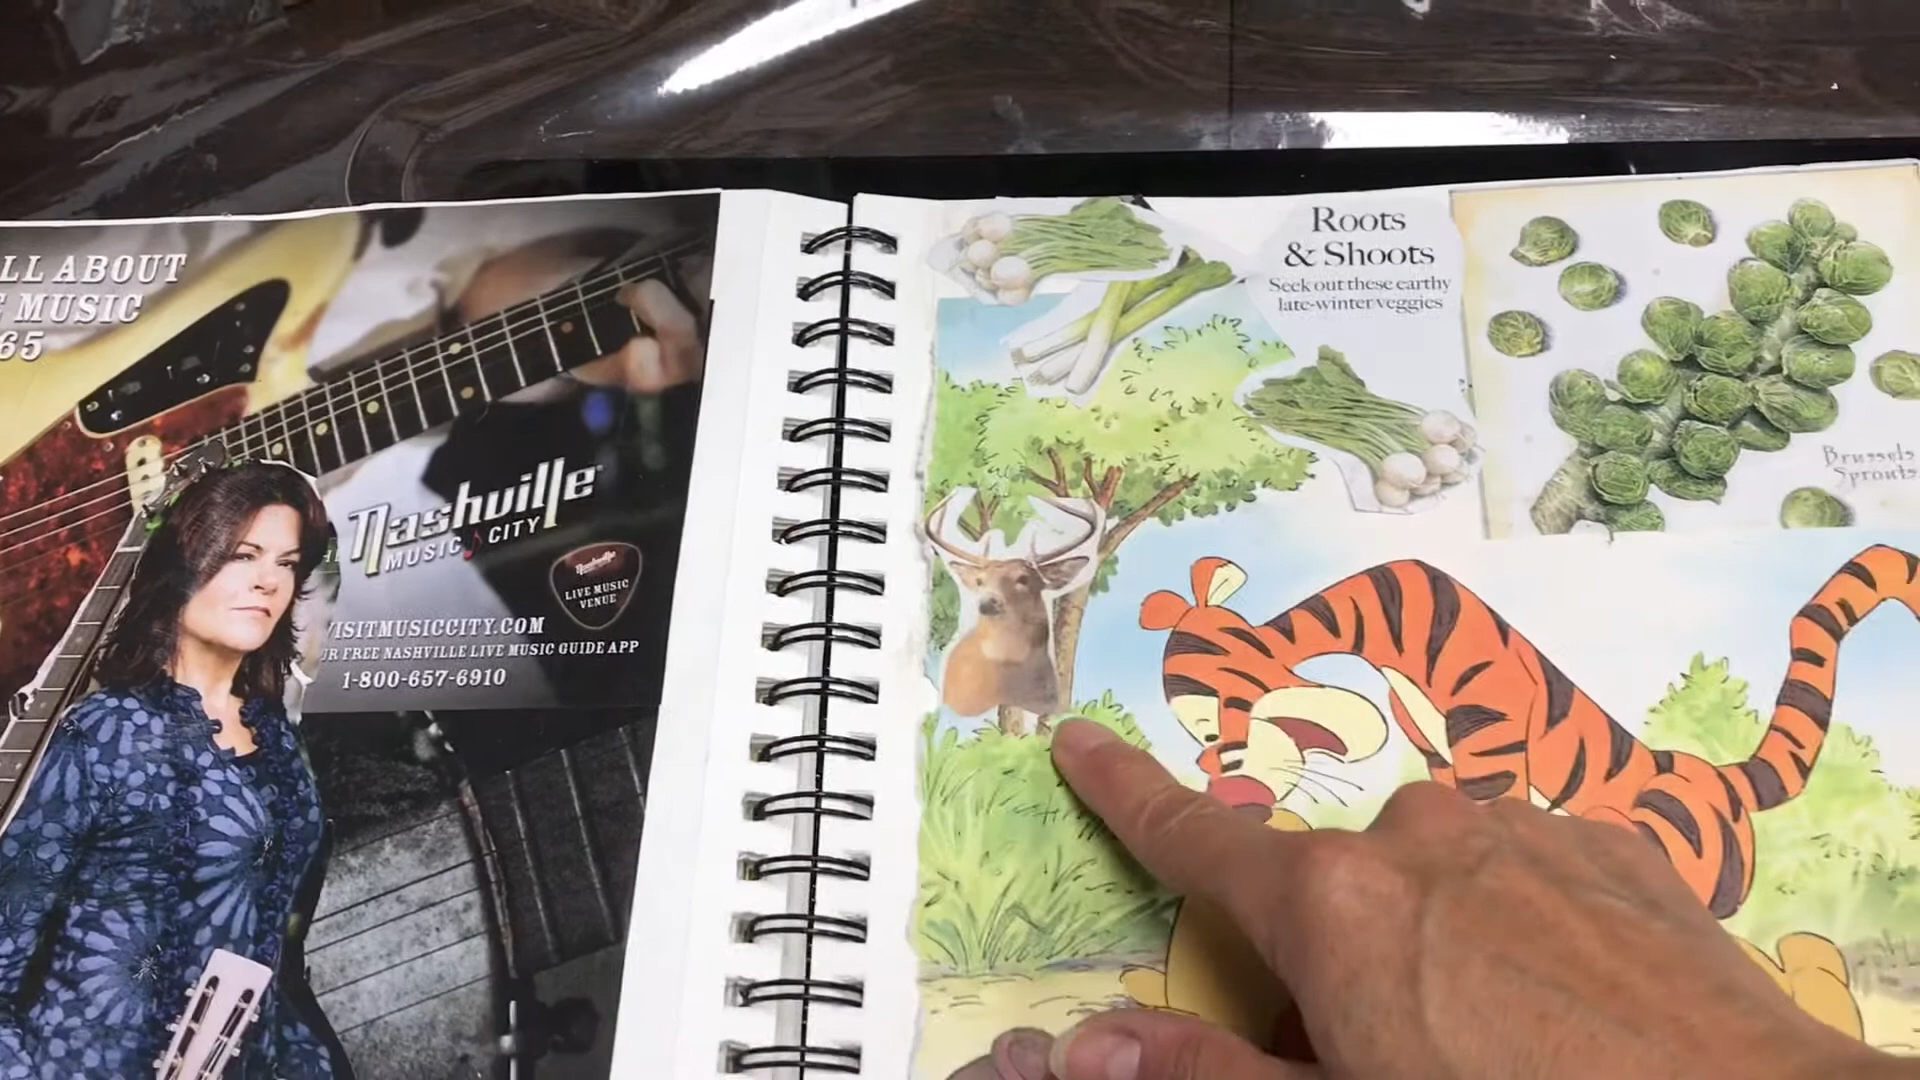 LL ABOUT
E MUSIC
65
Nashville
MUSIC CITY
Nashville
LIVE MUSIC
VENUE
VISITMUSICCITY.COM
UR FREE NASHVILLE LIVE MUSIC GUIDE APP
1-800-657-6910
Roots
& Shoots
Seek out these earthy
late-winter veggies
Brussels
Sprouts